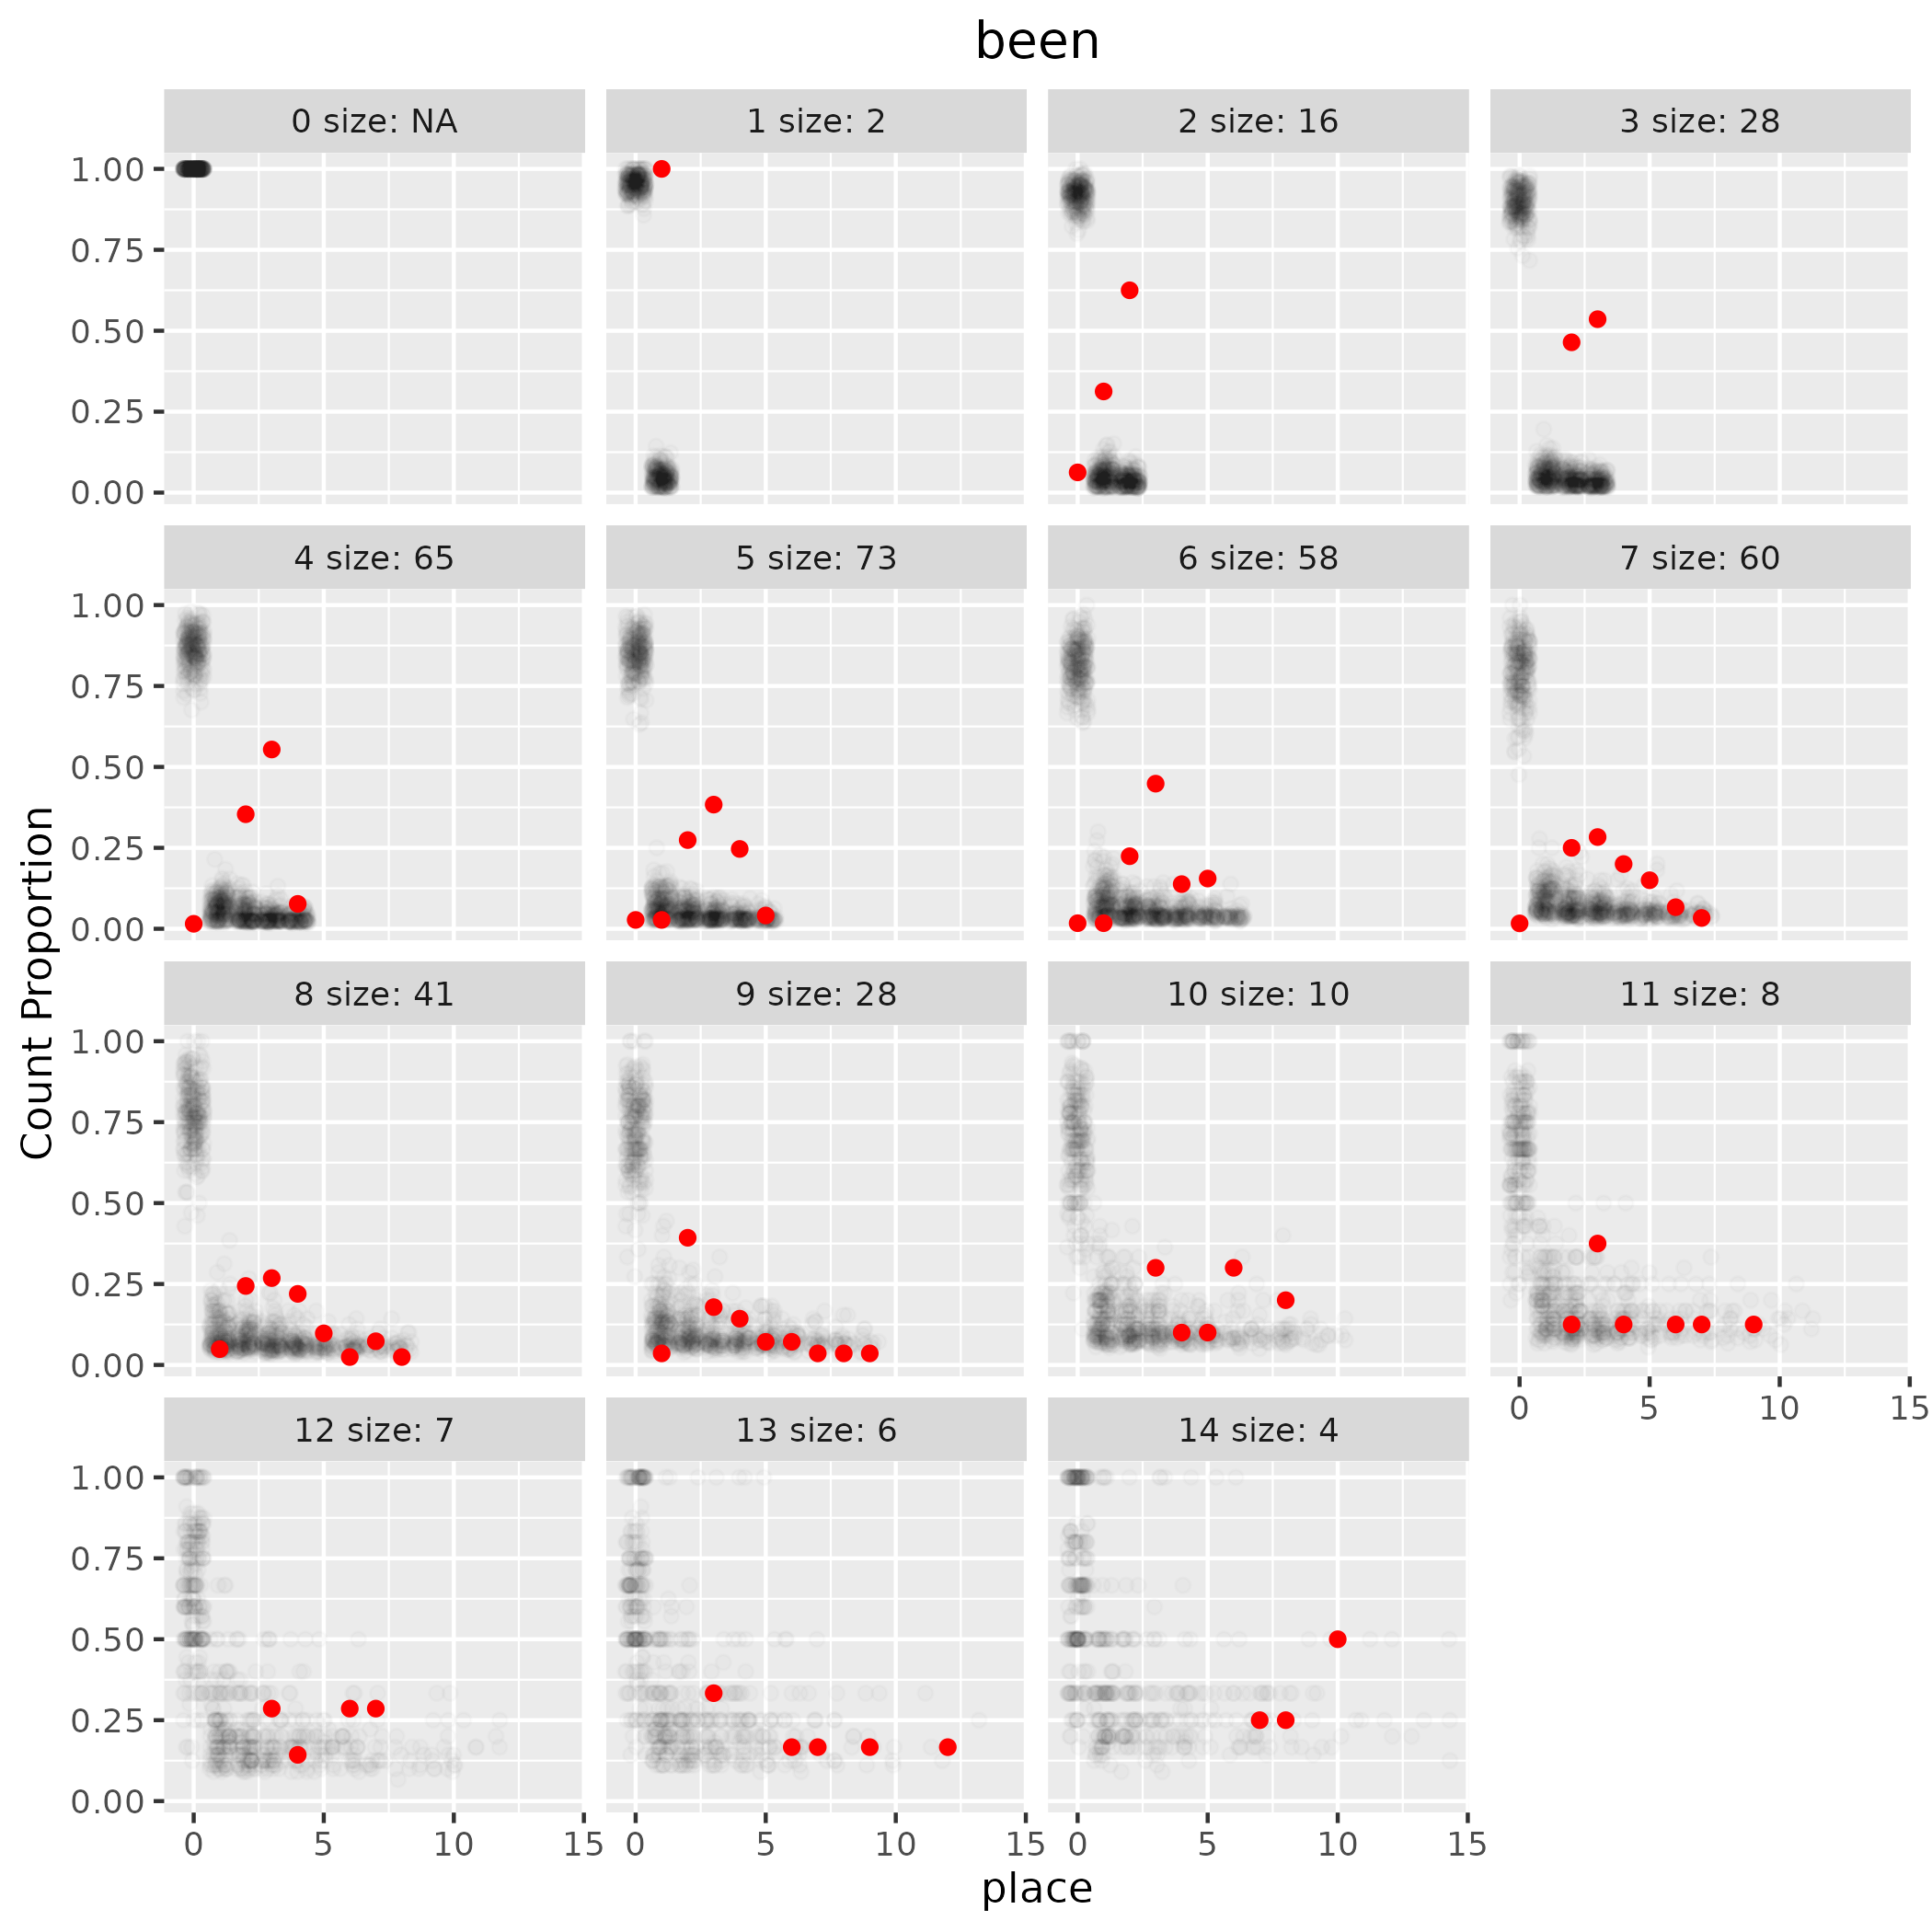 been
0 size: NA
1 size: 2
2 size: 16
3 size: 28
1.00
0.75
0.50
0.25
0.00
4 size: 65
5 size: 73
6 size: 58
7 size: 60
1.00
0.75
0.50
0.25
0.00
Count Proportion
8 size: 41
9 size: 28
10 size: 10
11 size: 8
1.00
0.75
0.50
0.25
0.00
0 5 10 15
12 size: 7
13 size: 6
14 size: 4
1.00
0.75
0.50
0.25
0.00
0 5 10 15
0 5 10 15
0 5 10 15
place